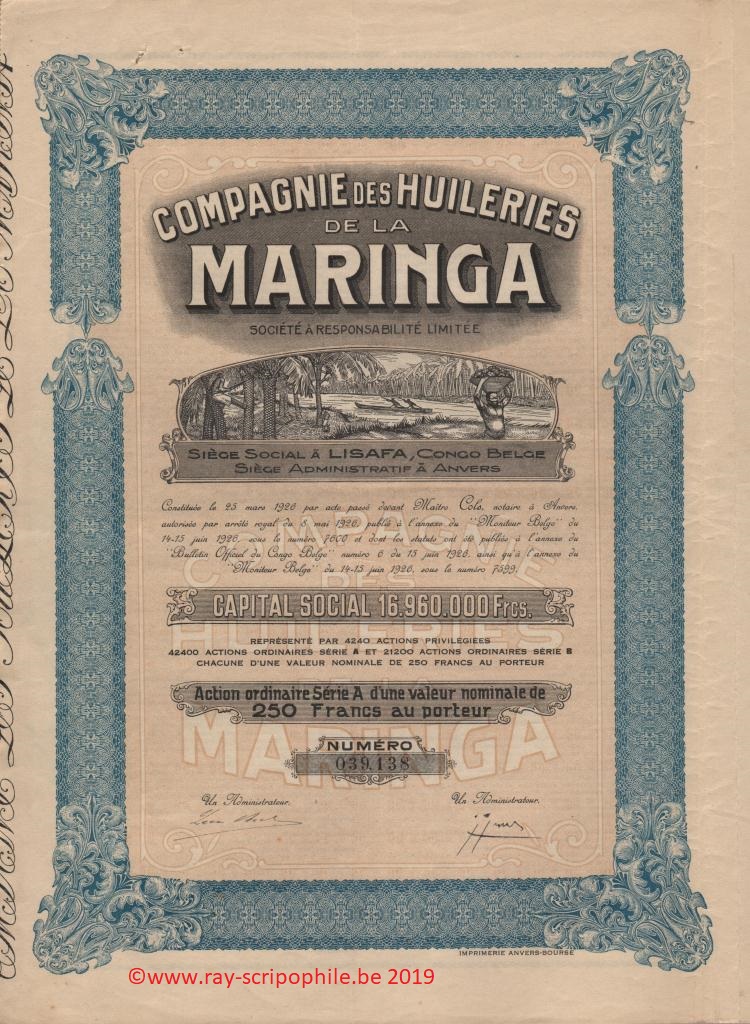 COMPAGNIE DES HUILERIES
DE LA
MARINGA
SOCIÉTÉ À RESPONSABILITÉ LIMITÉE
SIÈGE SOCIAL À LISAFA, CONGO BELGE
SIÈGE ADMINISTRATIF À ANVERS
Constituée le 25 mars 1926 par acte passé devant Maître Cols, notaire à Anvers,
autorisée par arrêté royal du 8 mai 1926, publié à l'annexe du "Moniteur Belge" du
14-15 juin 1926, sous le numéro 7600 et dont les statuts ont été publiés à l'annexe du
"Bulletin Officiel du Congo Belge" numéro 6 du 15 juin 1926, ainsi qu'à l'annexe du
"Moniteur Belge" du 14-15 juin 1926, sous le numéro 7599.
COMPAGNIE
DES
HUILERIES
DE LA
MARINGA
CAPITAL SOCIAL 16.960.000 Frcs.
REPRÉSENTÉ PAR 4240 ACTIONS PRIVILÉGIÉES
42400 ACTIONS ORDINAIRES SÉRIE A ET 21200 ACTIONS ORDINAIRES SÉRIE B
CHACUNE D'UNE VALEUR NOMINALE DE 250 FRANCS AU PORTEUR
Action ordinaire Série A d'une valeur nominale de
250 Francs au porteur
NUMÉRO
039.138
Un Administrateur.
Un Administrateur.
IMPRIMERIE ANVERS-BOURSE
©www.ray-scripophile.be 2019